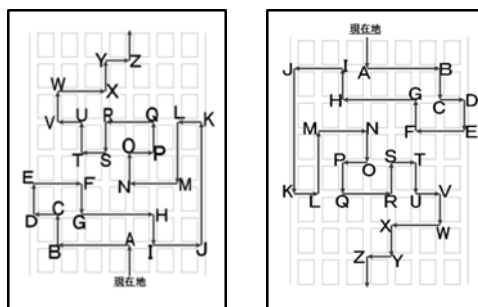 Y Z
W X
V U R Q L K
T S O P
N M
E F
D C G H
B A I J
現在地
現在地
J I A B
H G C D
M N F E
P O S T
K L Q R U V
X W
Z Y